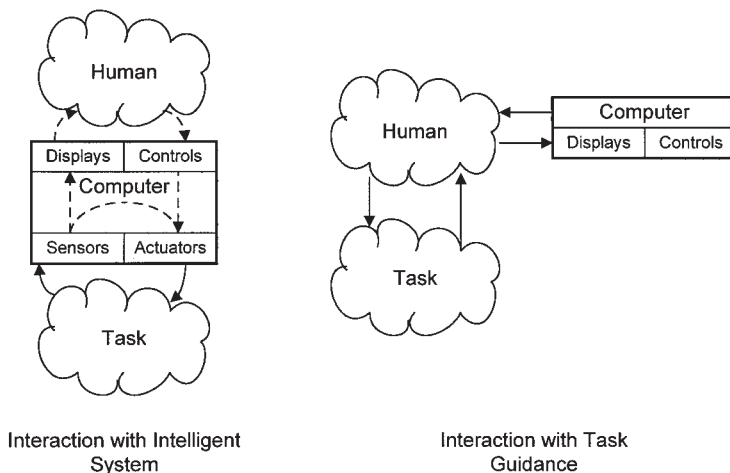 Human
Displays Controls
Computer
Sensors Actuators
Task
Interaction with Intelligent
System
Human
Computer
Displays Controls
Task
Interaction with Task
Guidance